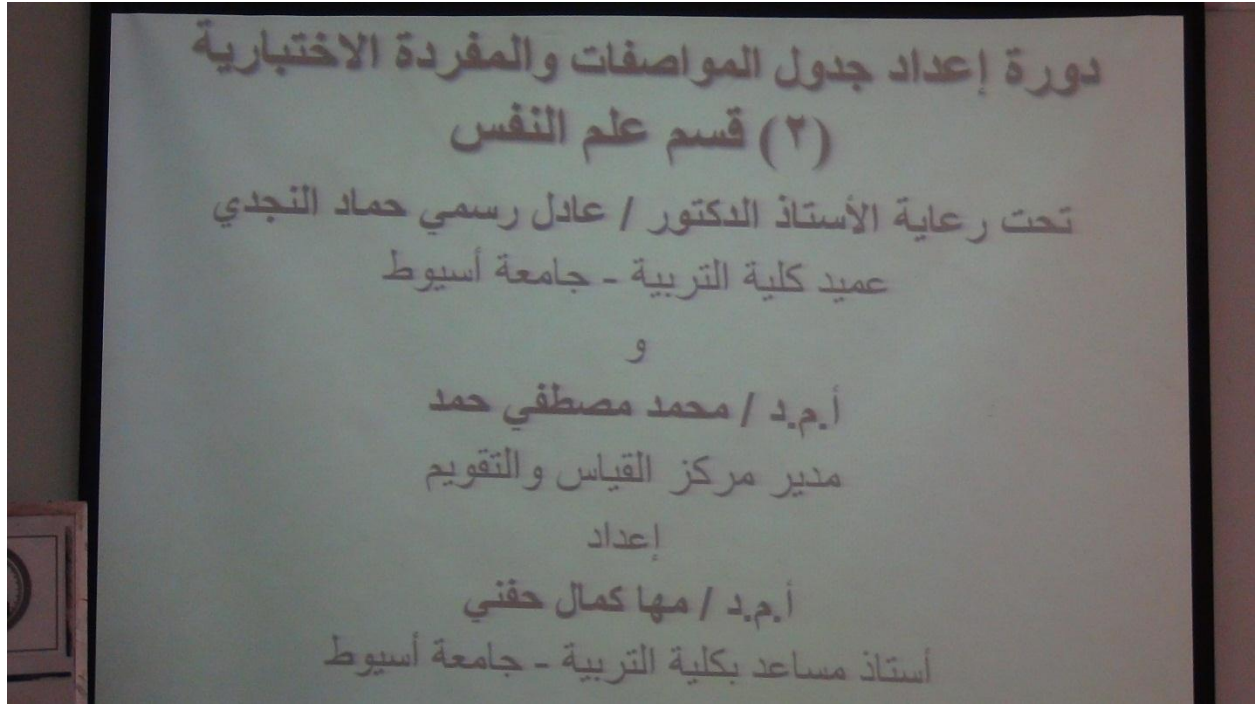 دورة إعداد جدول المواصفات والمفردة الاختبارية
(٢) قسم علم النفس
تحت رعاية الأستاذ الدكتور / عادل رسمي حماد النجدي
عميد كلية التربية - جامعة أسيوط
و
أ.م.د / محمد مصطفي حمد
مدير مركز القياس والتقويم
إعداد
أ.م.د / مها كمال حفني
أستاذ مساعد بكلية التربية - جامعة أسيوط